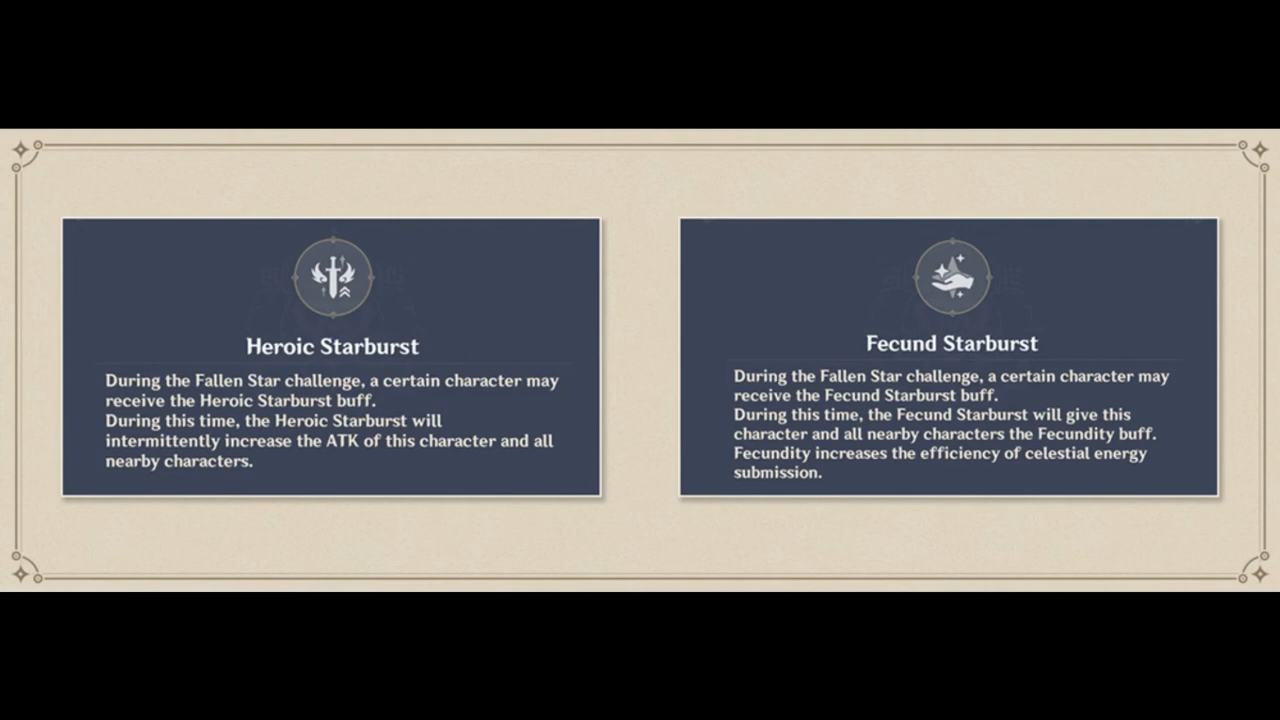 Heroic Starburst
During the Fallen Star challenge, a certain character may
receive the Heroic Starburst buff.
During this time, the Heroic Starburst will
intermittently increase the ATK of this character and all
nearby characters.
Fecund Starburst
During the Fallen Star challenge, a certain character may
receive the Fecund Starburst buff.
During this time, the Fecund Starburst will give this
character and all nearby characters the Fecundity buff.
Fecundity increases the efficiency of celestial energy
submission.